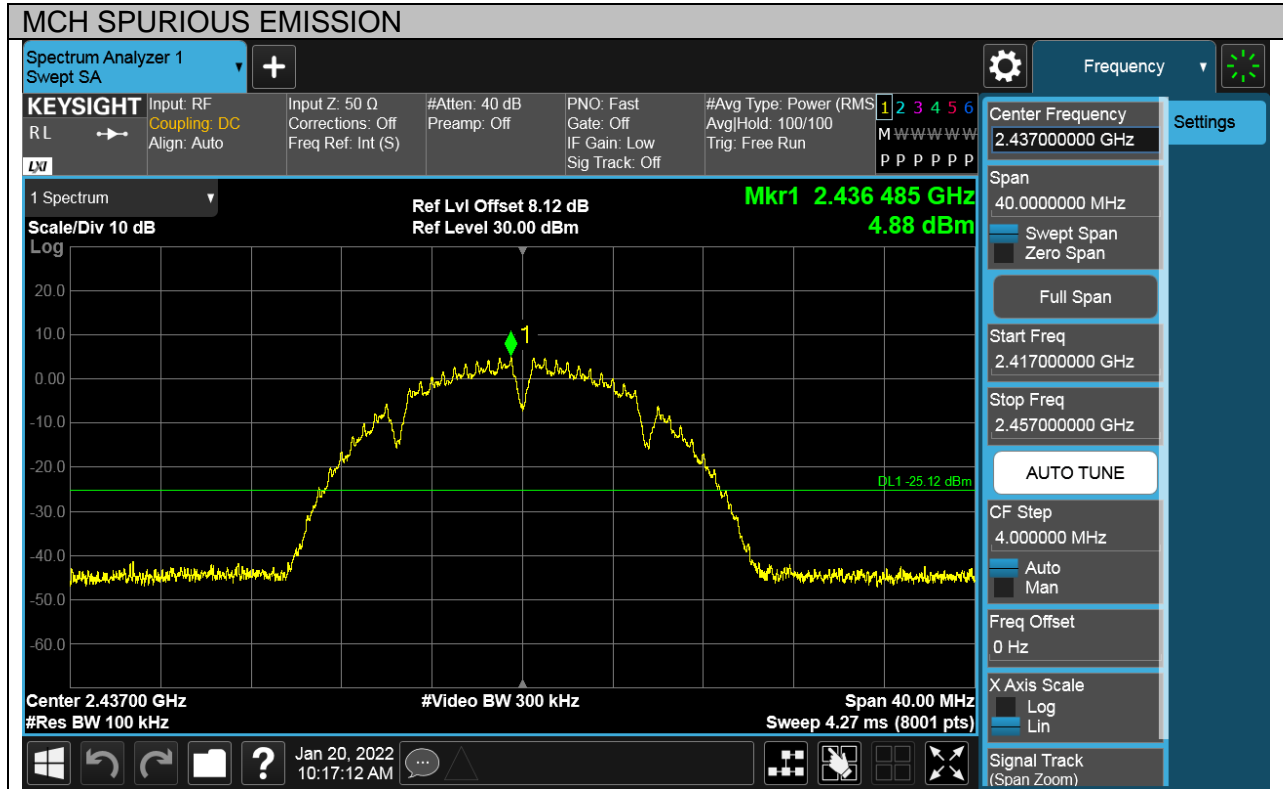 MCH SPURIOUS EMISSION
Spectrum Analyzer 1
Swept SA
Frequency
KEYSIGHT
RL
LXI
Input: RF
Coupling: DC
Align: Auto
Input Z: 50 Ω
Corrections: Off
Freq Ref: Int (S)
#Atten: 40 dB
Preamp: Off
PNO: Fast
Gate: Off
IF Gain: Low
Sig Track: Off
#Avg Type: Power (RMS
Avg|Hold: 100/100
Trig: Free Run
1 2 3 4 5 6
M W W W W W
P P P P P P
1 Spectrum
Scale/Div 10 dB
Ref Lvl Offset 8.12 dB
Ref Level 30.00 dBm
Mkr1 2.436 485 GHz
4.88 dBm
Log
20.0
10.0
0.00
-10.0
-20.0
-30.0
-40.0
-50.0
-60.0
1
DL1 -25.12 dBm
Center 2.43700 GHz
#Res BW 100 kHz
#Video BW 300 kHz
Span 40.00 MHz
Sweep 4.27 ms (8001 pts)
Center Frequency
2.437000000 GHz
Settings
Span
40.0000000 MHz
Swept Span
Zero Span
Full Span
Start Freq
2.417000000 GHz
Stop Freq
2.457000000 GHz
AUTO TUNE
CF Step
4.000000 MHz
Auto
Man
Freq Offset
0 Hz
X Axis Scale
Log
Lin
Signal Track
(Span Zoom)
?
Jan 20, 2022
10:17:12 AM